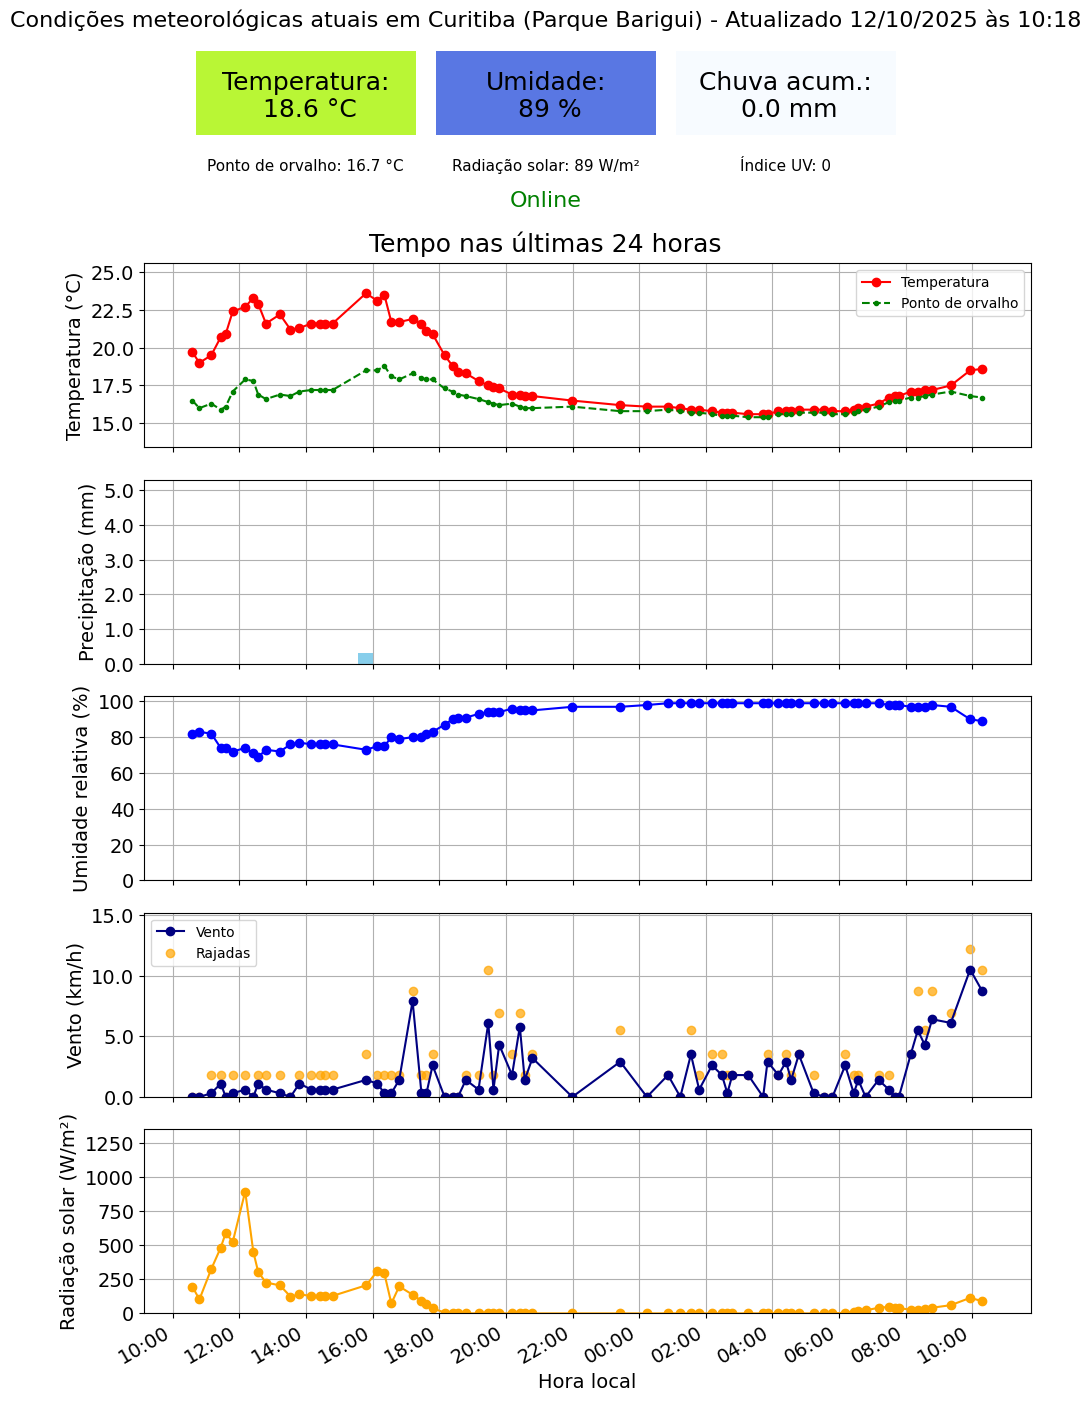 Condições meteorológicas atuais em Curitiba (Parque Barigui) - Atualizado 12/10/2025 às 10:18
Temperatura:
18.6 °C
Umidade:
89 %
Chuva acum.:
0.0 mm
Ponto de orvalho: 16.7 °C
Radiação solar: 89 W/m²
Índice UV: 0
Online
Tempo nas últimas 24 horas
Temperatura (°C)
25.0
22.5
20.0
17.5
15.0
Temperatura
Ponto de orvalho
Precipitação (mm)
5.0
4.0
3.0
2.0
1.0
0.0
Umidade relativa (%)
100
80
60
40
20
0
Vento (km/h)
15.0
10.0
5.0
0.0
Vento
Rajadas
Radiação solar (W/m²)
1250
1000
750
500
250
0
10:00
12:00
14:00
16:00
18:00
20:00
22:00
00:00
02:00
04:00
06:00
08:00
10:00
Hora local